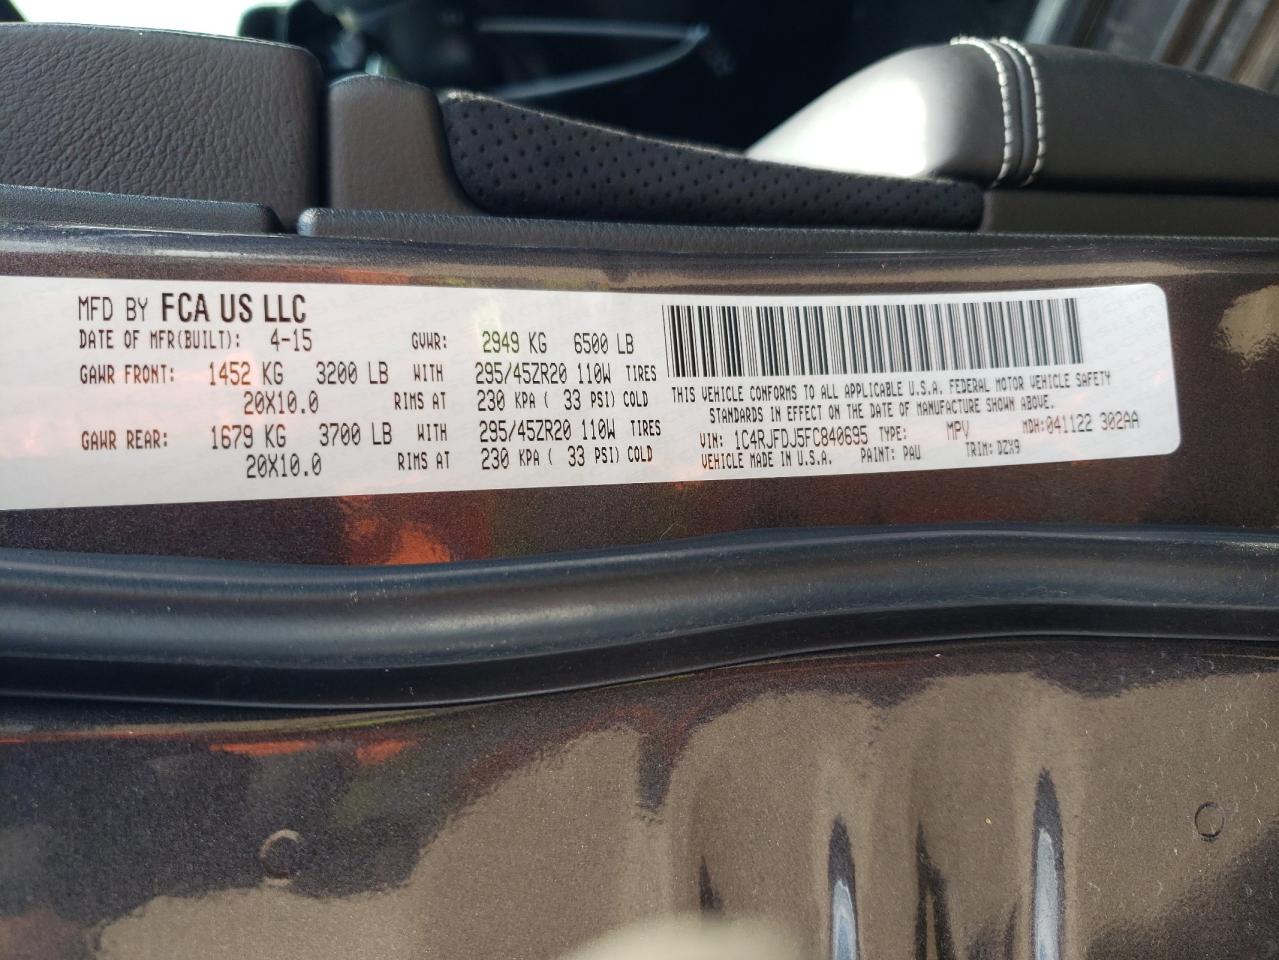 MFD BY FCA US LLC
DATE OF MFR(BUILT): 4-15 GVWR: 2949 KG 6500 LB
GAWR FRONT: 1452 KG 3200 LB WITH 295/45ZR20 110W TIRES
20X10.0 RIMS AT 230 KPA ( 33 PSI) COLD
GAWR REAR: 1679 KG 3700 LB WITH 295/45ZR20 110W TIRES
20X10.0 RIMS AT 230 KPA ( 33 PSI) COLD
THIS VEHICLE CONFORMS TO ALL APPLICABLE U.S.A. FEDERAL MOTOR VEHICLE SAFETY
STANDARDS IN EFFECT ON THE DATE OF MANUFACTURE SHOWN ABOVE.
VIN: 1C4RJFDJ5FC840695 TYPE: MPV MDH:041122 302AA
VEHICLE MADE IN U.S.A. PAINT: PAU TRIM: DZX9